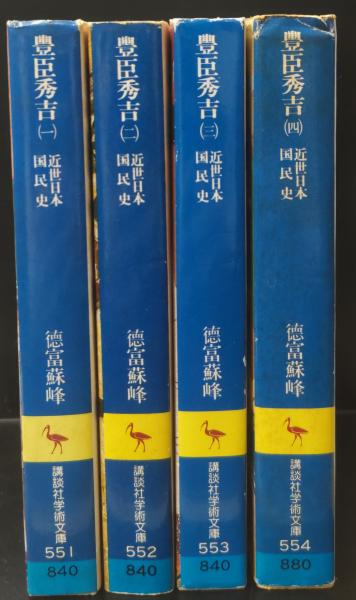 豐臣秀吉(一)
近世日本
国民史
德富蘇峰
講談社学術文庫
551
840
豐臣秀吉(二)
近世日本
国民史
德富蘇峰
講談社学術文庫
552
840
豐臣秀吉(三)
近世日本
国民史
德富蘇峰
講談社学術文庫
553
840
豐臣秀吉(四)
近世日本
国民史
德富蘇峰
講談社学術文庫
554
880